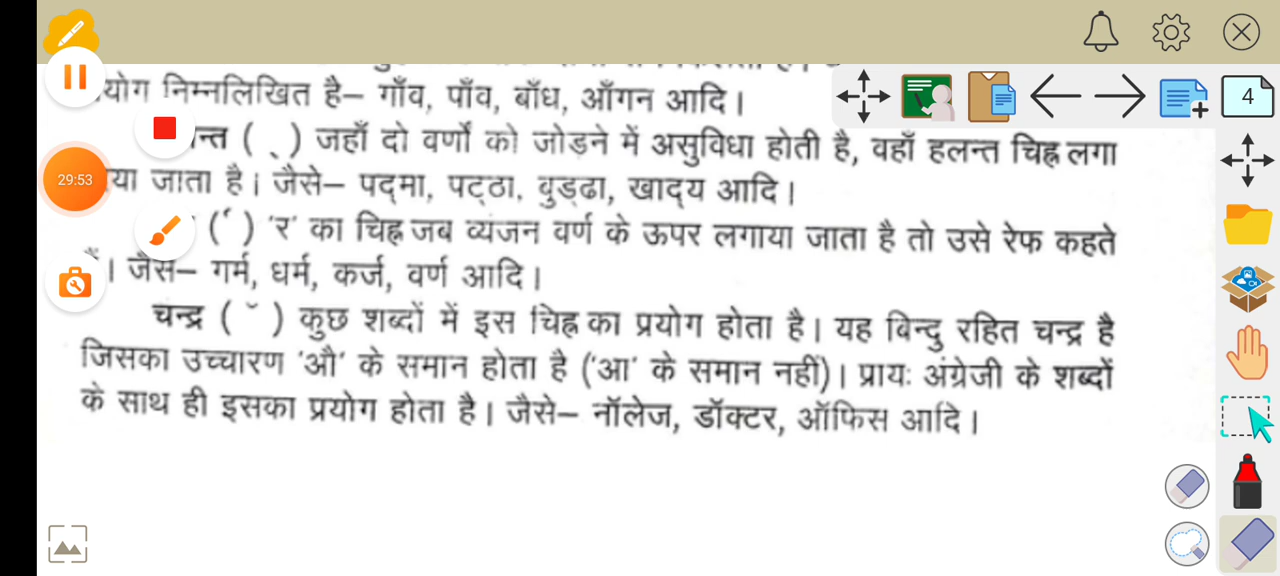 4
योग निम्नलिखित है– गाँव, पाँव, बाँध, आँगन आदि।
न्त ( ् ) जहाँ दो वर्णों को जोड़ने में असुविधा होती है, वहाँ हलन्त चिह्न लगा
29:53
या जाता है। जैसे– पद्‌मा, पट्‌ठा, बुड्‌ढा, खाद्‌य आदि।
( र्‍ ) 'र' का चिह्न जब व्यंजन वर्ण के ऊपर लगाया जाता है तो उसे रेफ कहते
। जैसे– गर्म, धर्म, कर्ज, वर्ण आदि।
चन्द्र ( ˘ ) कुछ शब्दों में इस चिह्न का प्रयोग होता है। यह बिन्दु रहित चन्द्र है
जिसका उच्चारण 'औ' के समान होता है ('आ' के समान नहीं)। प्रायः अंग्रेजी के शब्दों
के साथ ही इसका प्रयोग होता है। जैसे– नॉलेज, डॉक्टर, ऑफिस आदि।